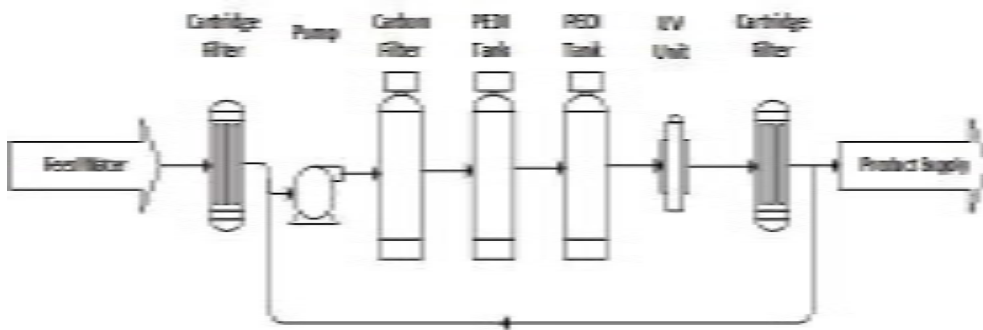 Cartridge
Filter
Pump
Carbon
Filter
PEDI
Tank
PEDI
Tank
UV
Unit
Cartridge
Filter
Feed Water
Product Supply